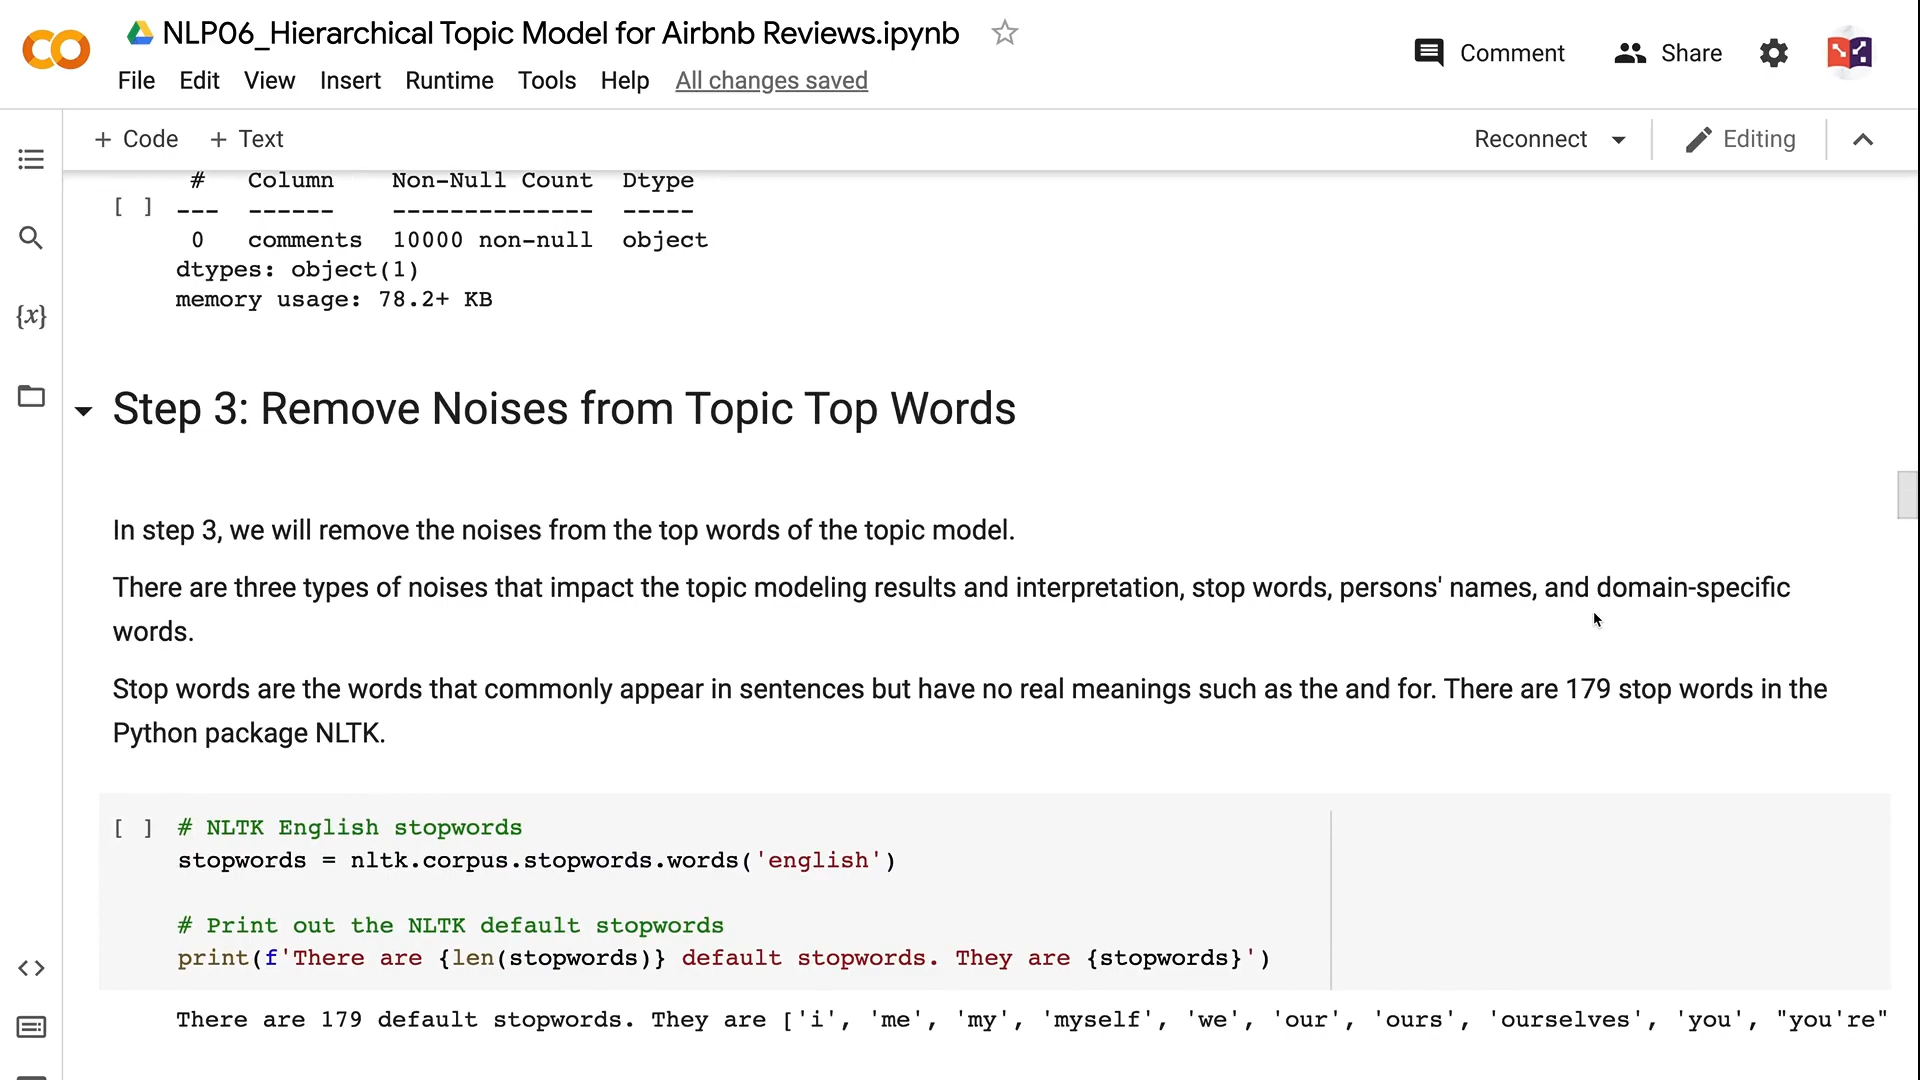 NLP06_Hierarchical Topic Model for Airbnb Reviews.ipynb
Comment
Share
File Edit View Insert Runtime Tools Help All changes saved
+ Code + Text
Reconnect
Editing
# Column Non-Null Count Dtype
[ ] --- ------ -------------- -----
0 comments 10000 non-null object
dtypes: object(1)
memory usage: 78.2+ KB
{x}
Step 3: Remove Noises from Topic Top Words
In step 3, we will remove the noises from the top words of the topic model.
There are three types of noises that impact the topic modeling results and interpretation, stop words, persons' names, and domain-specific
words.
Stop words are the words that commonly appear in sentences but have no real meanings such as the and for. There are 179 stop words in the
Python package NLTK.
[ ] # NLTK English stopwords
stopwords = nltk.corpus.stopwords.words('english')
# Print out the NLTK default stopwords
print(f'There are {len(stopwords)} default stopwords. They are {stopwords}')
There are 179 default stopwords. They are ['i', 'me', 'my', 'myself', 'we', 'our', 'ours', 'ourselves', 'you', "you're"